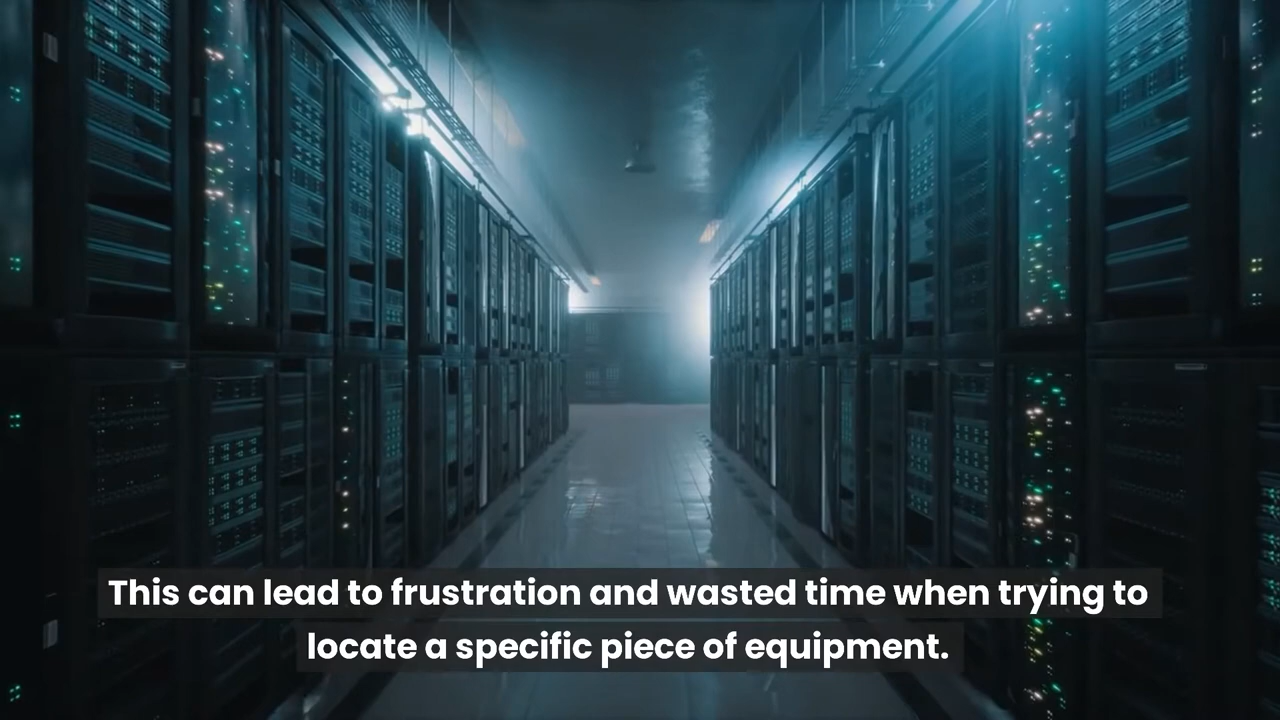 This can lead to frustration and wasted time when trying to
locate a specific piece of equipment.